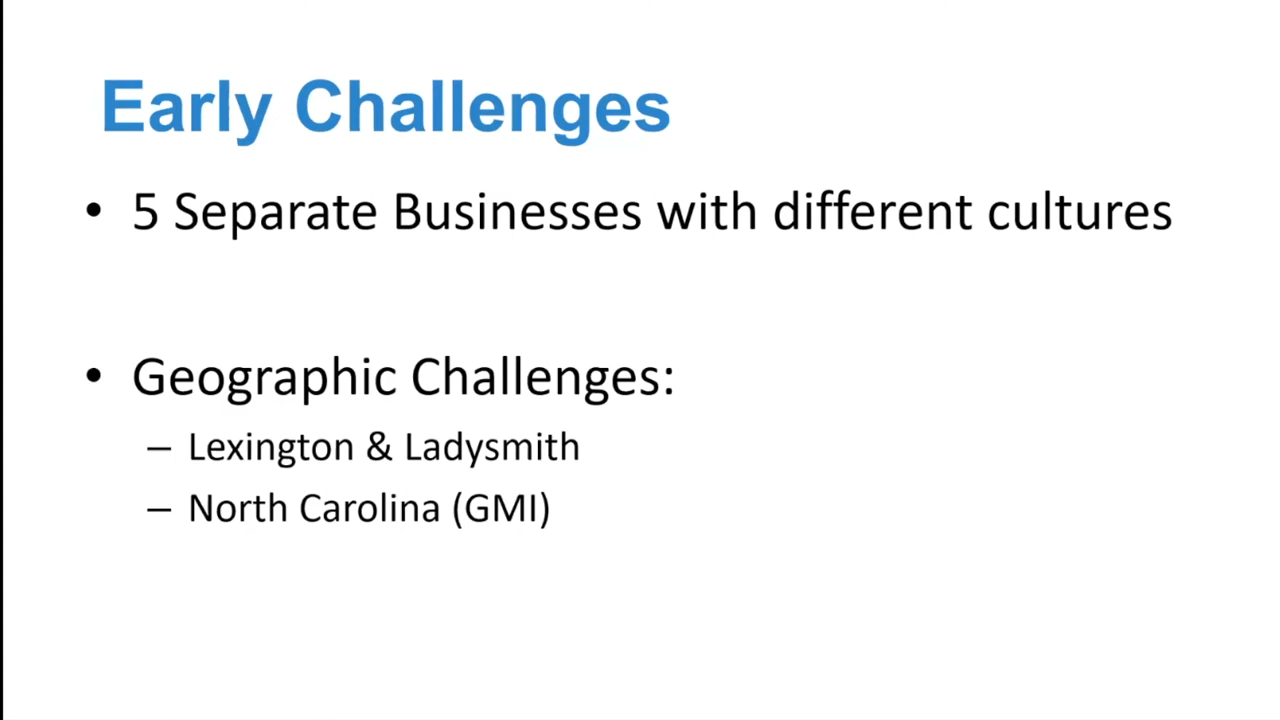 Early Challenges
• 5 Separate Businesses with different cultures
• Geographic Challenges:
– Lexington & Ladysmith
– North Carolina (GMI)